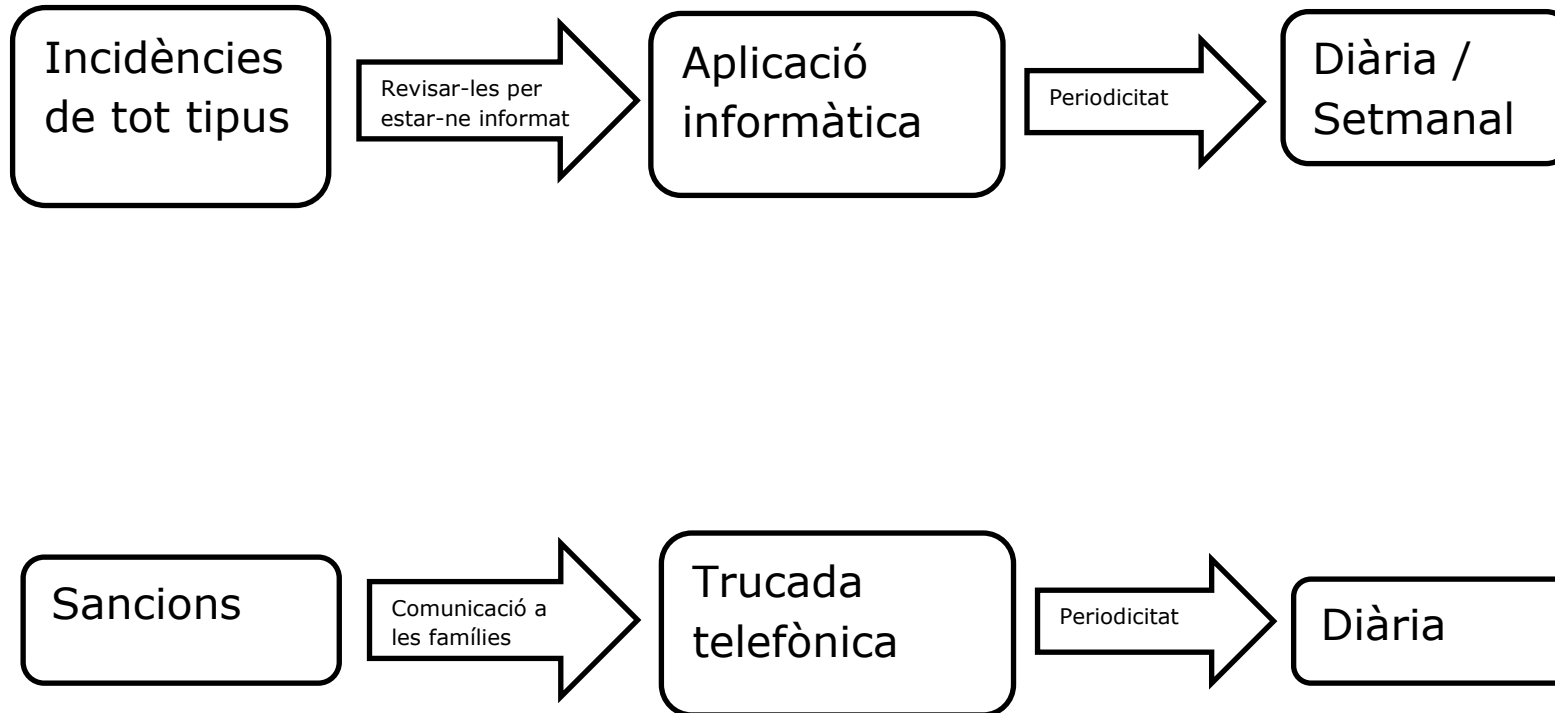 Incidències
de tot tipus
Revisar-les per
estar-ne informat
Aplicació
informàtica
Periodicitat
Diària /
Setmanal
Sancions
Comunicació a
les famílies
Trucada
telefònica
Periodicitat
Diària